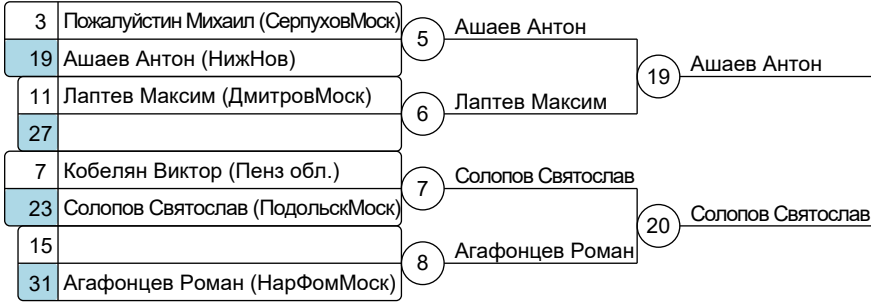 3 Пожалуйстин Михаил (СерпуховМоск)
5 Ашаев Антон
19 Ашаев Антон (НижНов)
19 Ашаев Антон
11 Лаптев Максим (ДмитровМоск)
6 Лаптев Максим
27
7 Кобелян Виктор (Пенз обл.)
7 Солопов Святослав
23 Солопов Святослав (ПодольскМоск)
20 Солопов Святослав
15
8 Агафонцев Роман
31 Агафонцев Роман (НарФомМоск)